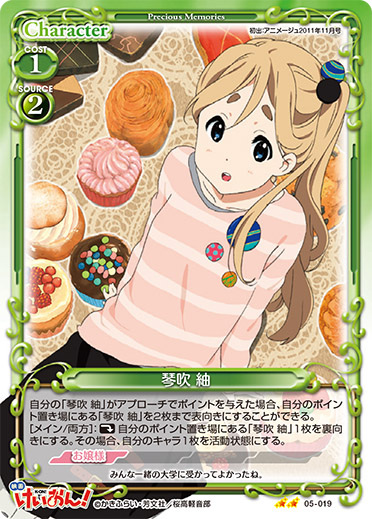 Precious Memories
Character
初出:アニメージュ2011年11月号
COST
1
SOURCE
2
琴吹 紬
自分の「琴吹 紬」がアプローチでポイントを与えた場合、自分のポイン
ト置き場にある「琴吹 紬」を2枚まで表向きにすることができる。
[メイン/両方]: 自分のポイント置き場にある「琴吹 紬」1枚を裏向
きにする。その場合、自分のキャラ1枚を活動状態にする。
お嬢様
みんな一緒の大学に受かってよかったね。
映画
けいおん!
©かきふらい・芳文社/桜高軽音部
05-019